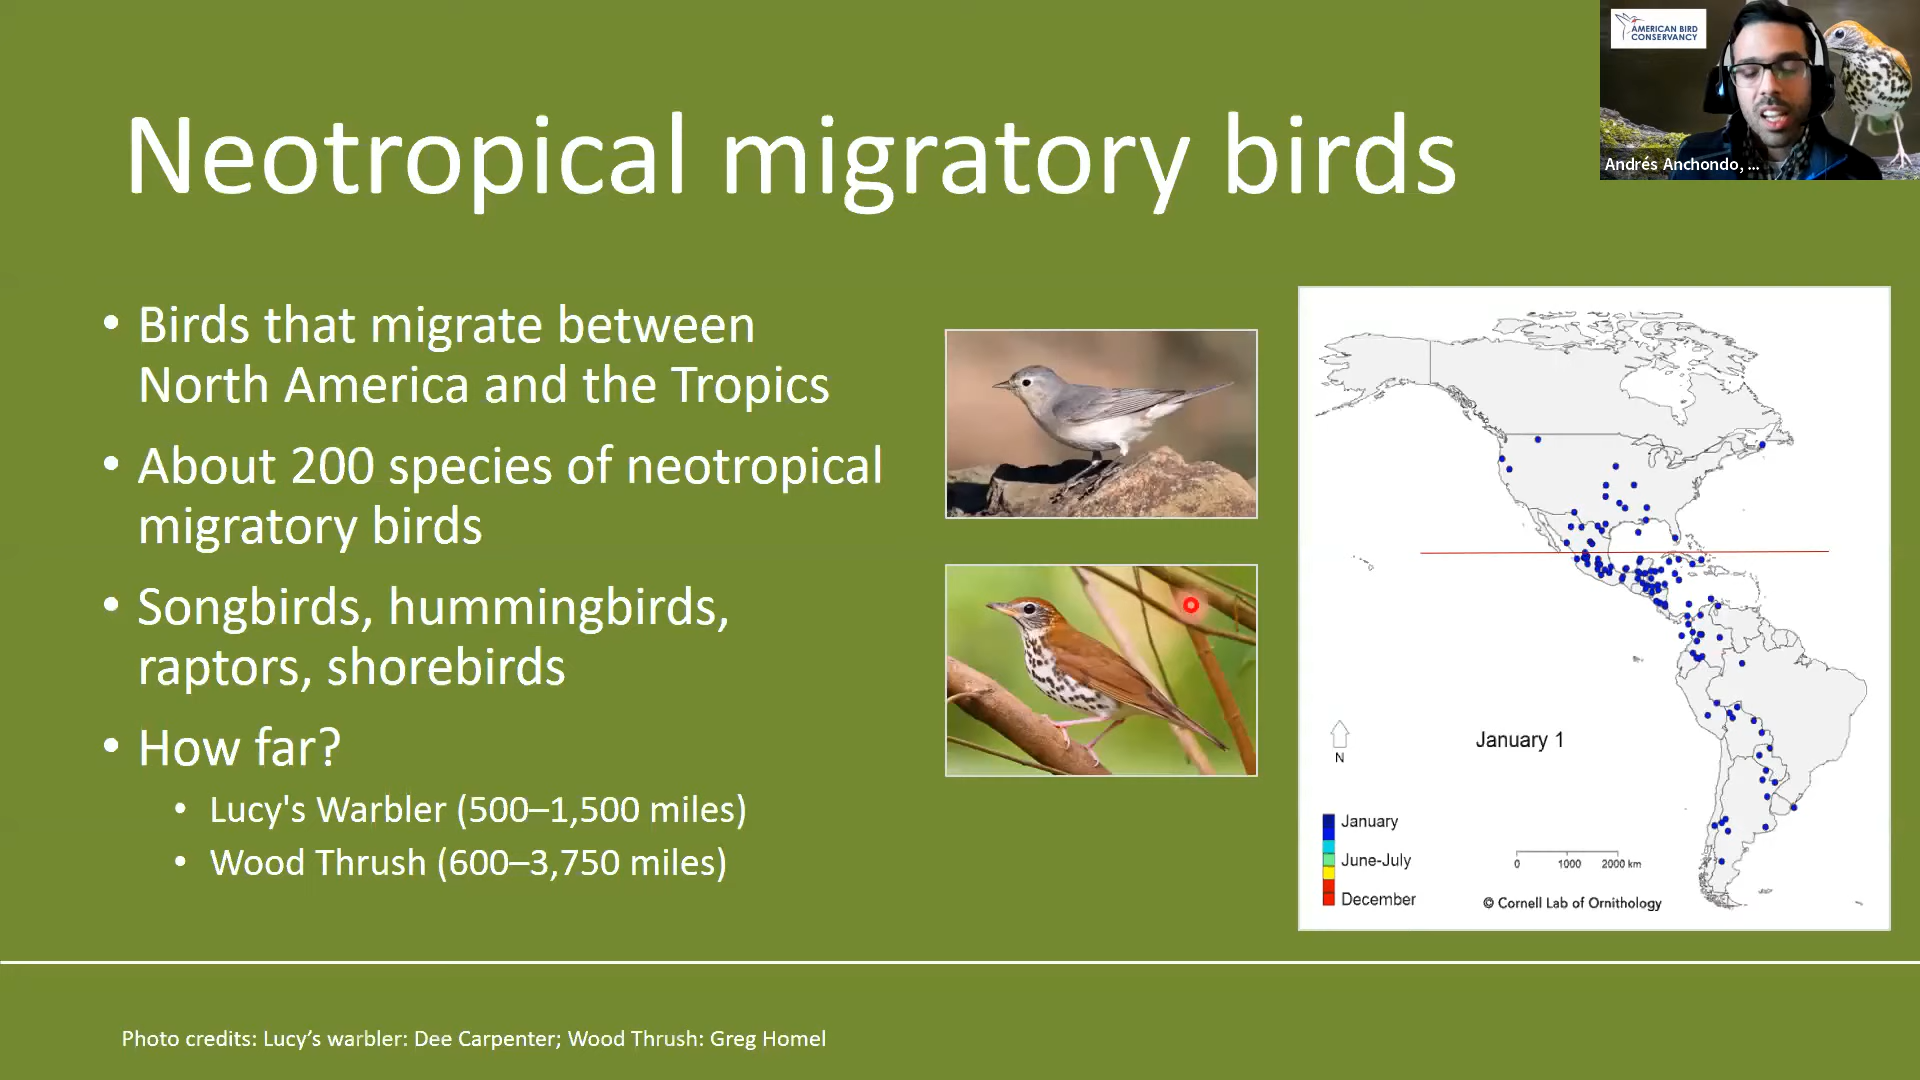 AMERICAN BIRD
CONSERVANCY
Andrés Anchondo, ...
Neotropical migratory birds
• Birds that migrate between
North America and the Tropics
• About 200 species of neotropical
migratory birds
• Songbirds, hummingbirds,
raptors, shorebirds
• How far?
• Lucy's Warbler (500–1,500 miles)
• Wood Thrush (600–3,750 miles)
N
January 1
January
June-July
December
0 1000 2000 km
© Cornell Lab of Ornithology
Photo credits: Lucy’s warbler: Dee Carpenter; Wood Thrush: Greg Homel